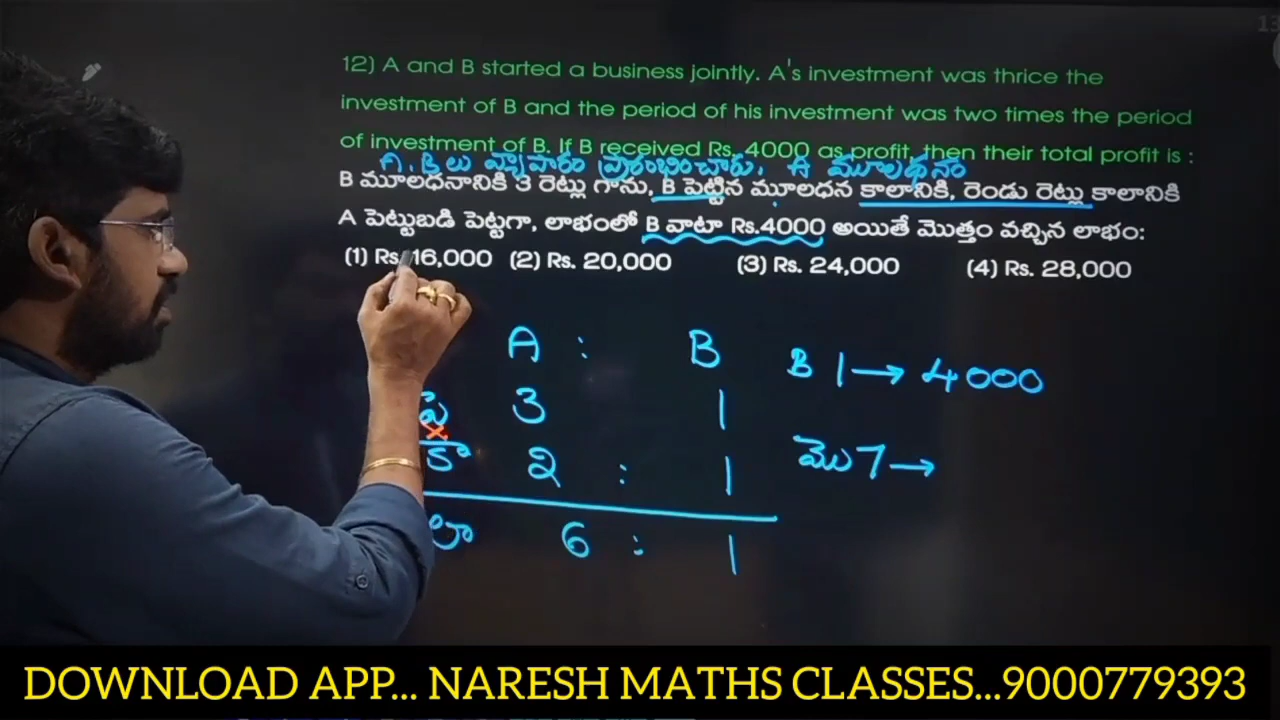 12) A and B started a business jointly. A's investment was thrice the
investment of B and the period of his investment was two times the period
of investment of B. If B received Rs. 4000 as profit, then their total profit is :
A, B లు వ్యాపారం ప్రారంభించారు. A మూలధనం
B మూలధనానికి 3 రెట్లు గాను, B పెట్టిన మూలధన కాలానికి, రెండు రెట్లు కాలానికి
A పెట్టుబడి పెట్టగా, లాభంలో B వాటా Rs.4000 అయితే మొత్తం వచ్చిన లాభం:
(1) Rs. 16,000 (2) Rs. 20,000 (3) Rs. 24,000 (4) Rs. 28,000
A : B
B 1 → 4000
పె 3 1
×
కా 2 : 1
మొ 7 →
లా 6 : 1
DOWNLOAD APP... NARESH MATHS CLASSES...9000779393